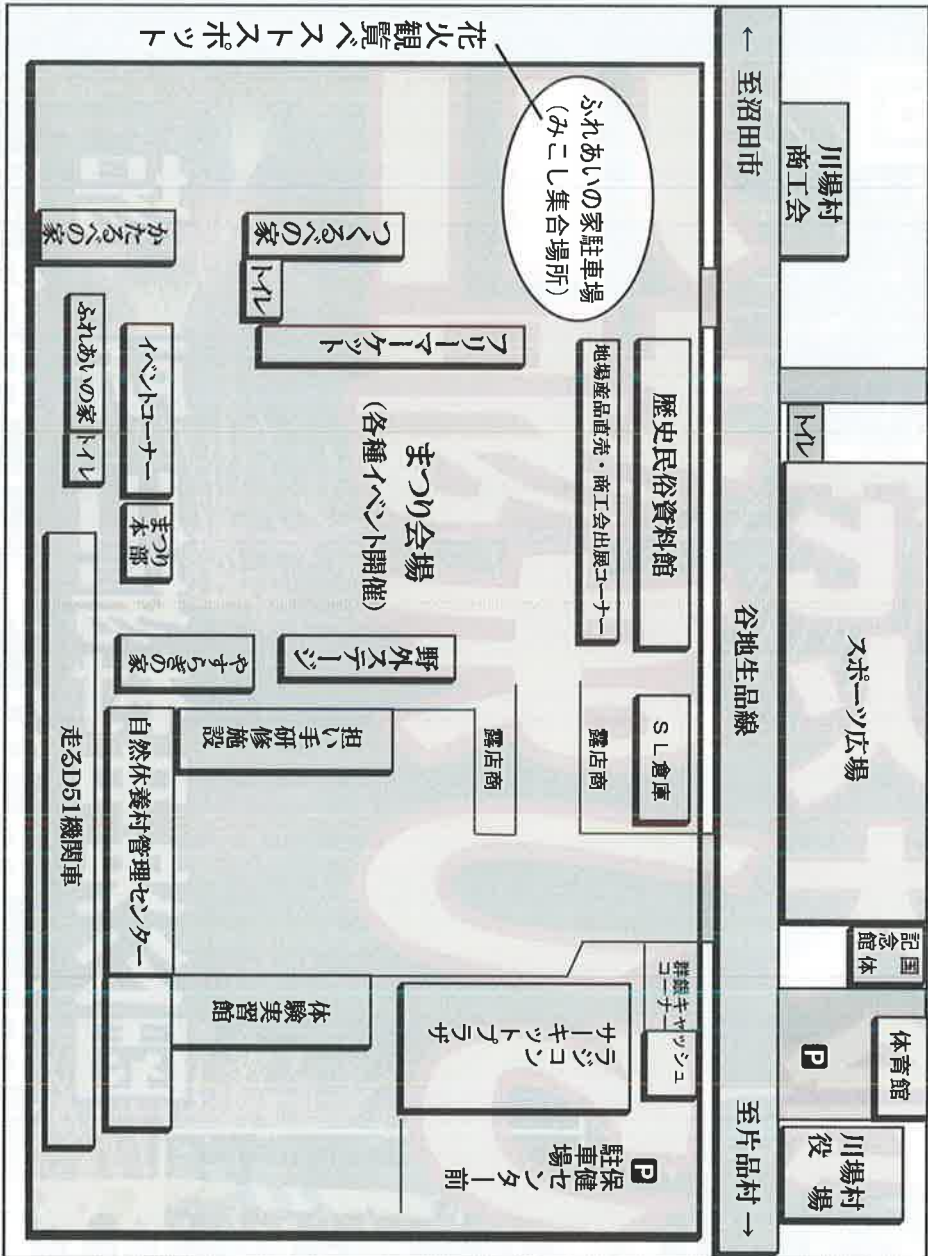 ← 至沼田市
川場村
商工会
トイレ
スポーツ広場
国体
記念館
体育館
P
川場村
役場
谷地生品線
至片品村 →
ふれあいの家駐車場
(みこし集合場所)
花火観覧ベストスポット
歴史民俗資料館
地場産品直売・商工会出展コーナー
SL倉庫
露店商
露店商
群銀キャッシュ
コーナー
ラジコン
サーキットプラザ
P
保健センター前
駐車場
つくるべの家
トイレ
フリーマーケット
まつり会場
(各種イベント開催)
野外ステージ
担い手研修施設
体験実習館
かたるべの家
イベントコーナー
まつり
本部
やすらぎの家
自然休養村管理センター
ふれあいの家
トイレ
走るD51機関車